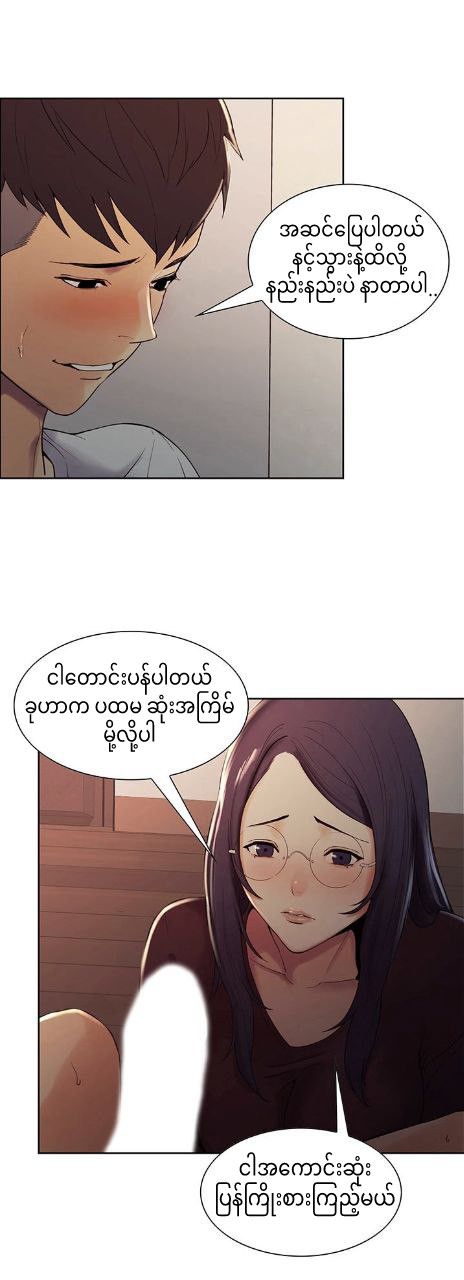 အဆင်ပြေပါတယ်
နင့်သွားနဲ့ထိလို့
နည်းနည်းပဲ နာတာပါ..
ငါတောင်းပန်ပါတယ်
ခုဟာက ပထမ ဆုံးအကြိမ်
မို့လို့ပါ
ငါအကောင်းဆုံး
ပြန်ကြိုးစားကြည့်မယ်